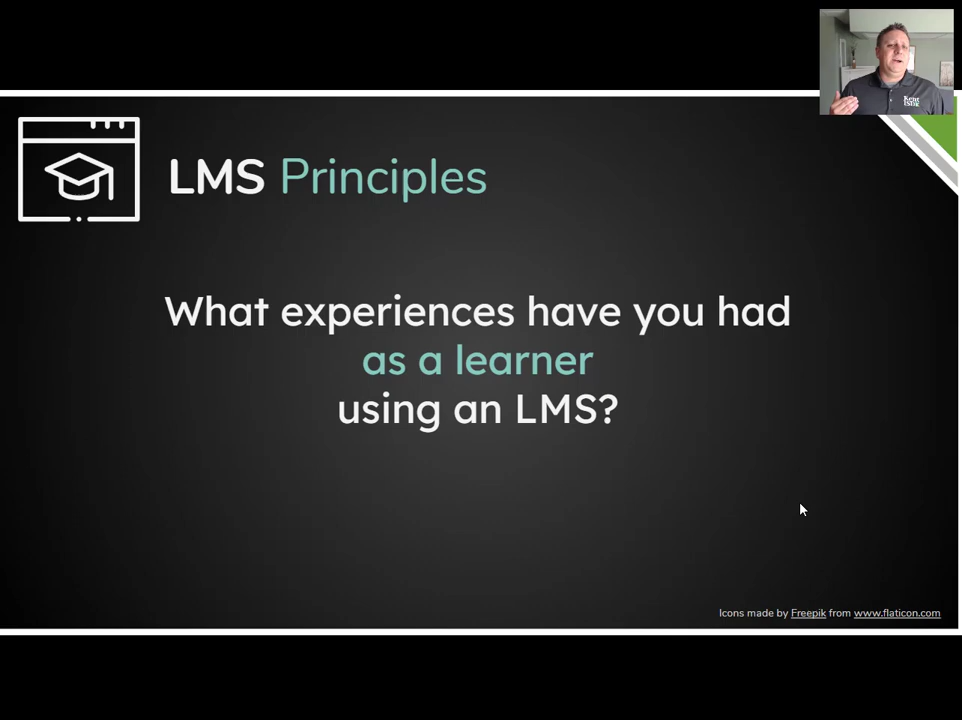 LMS Principles
What experiences have you had
as a learner
using an LMS?
Icons made by Freepik from www.flaticon.com